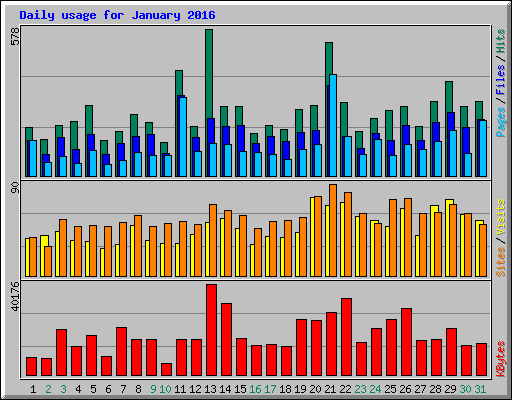 Daily usage for January 2016
578
Pages / Files / Hits
90
Sites / Visits
40176
KBytes
1 2 3 4 5 6 7 8 9 10 11 12 13 14 15 16 17 18 19 20 21 22 23 24 25 26 27 28 29 30 31